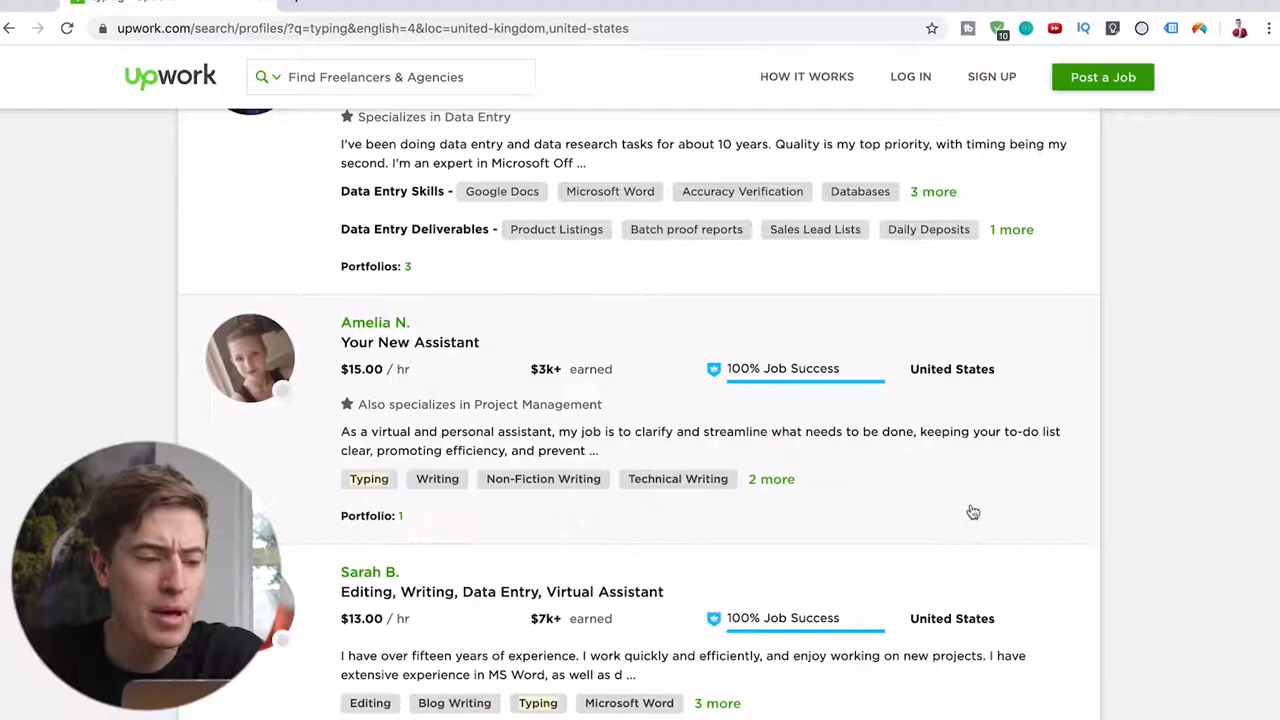 upwork.com/search/profiles/?q=typing&english=4&loc=united-kingdom,united-states
10
IQ
upwork
Find Freelancers & Agencies
HOW IT WORKS
LOG IN
SIGN UP
Post a Job
Specializes in Data Entry
I've been doing data entry and data research tasks for about 10 years. Quality is my top priority, with timing being my
second. I'm an expert in Microsoft Off ...
Data Entry Skills - Google Docs Microsoft Word Accuracy Verification Databases 3 more
Data Entry Deliverables - Product Listings Batch proof reports Sales Lead Lists Daily Deposits 1 more
Portfolios: 3
Amelia N.
Your New Assistant
$15.00 / hr $3k+ earned 100% Job Success United States
Also specializes in Project Management
As a virtual and personal assistant, my job is to clarify and streamline what needs to be done, keeping your to-do list
clear, promoting efficiency, and prevent ...
Typing Writing Non-Fiction Writing Technical Writing 2 more
Portfolio: 1
Sarah B.
Editing, Writing, Data Entry, Virtual Assistant
$13.00 / hr $7k+ earned 100% Job Success United States
I have over fifteen years of experience. I work quickly and efficiently, and enjoy working on new projects. I have
extensive experience in MS Word, as well as d ...
Editing Blog Writing Typing Microsoft Word 3 more